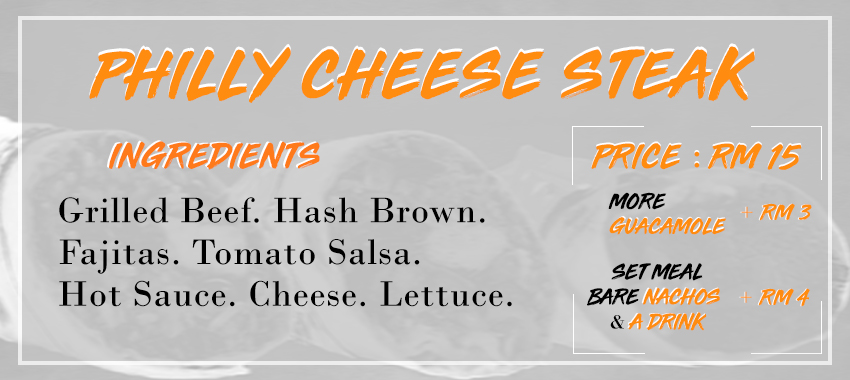 PHILLY CHEESE STEAK
INGREDIENTS
Grilled Beef. Hash Brown.
Fajitas. Tomato Salsa.
Hot Sauce. Cheese. Lettuce.
PRICE : RM 15
MORE
GUACAMOLE + RM 3
SET MEAL
BARE NACHOS + RM 4
& A DRINK